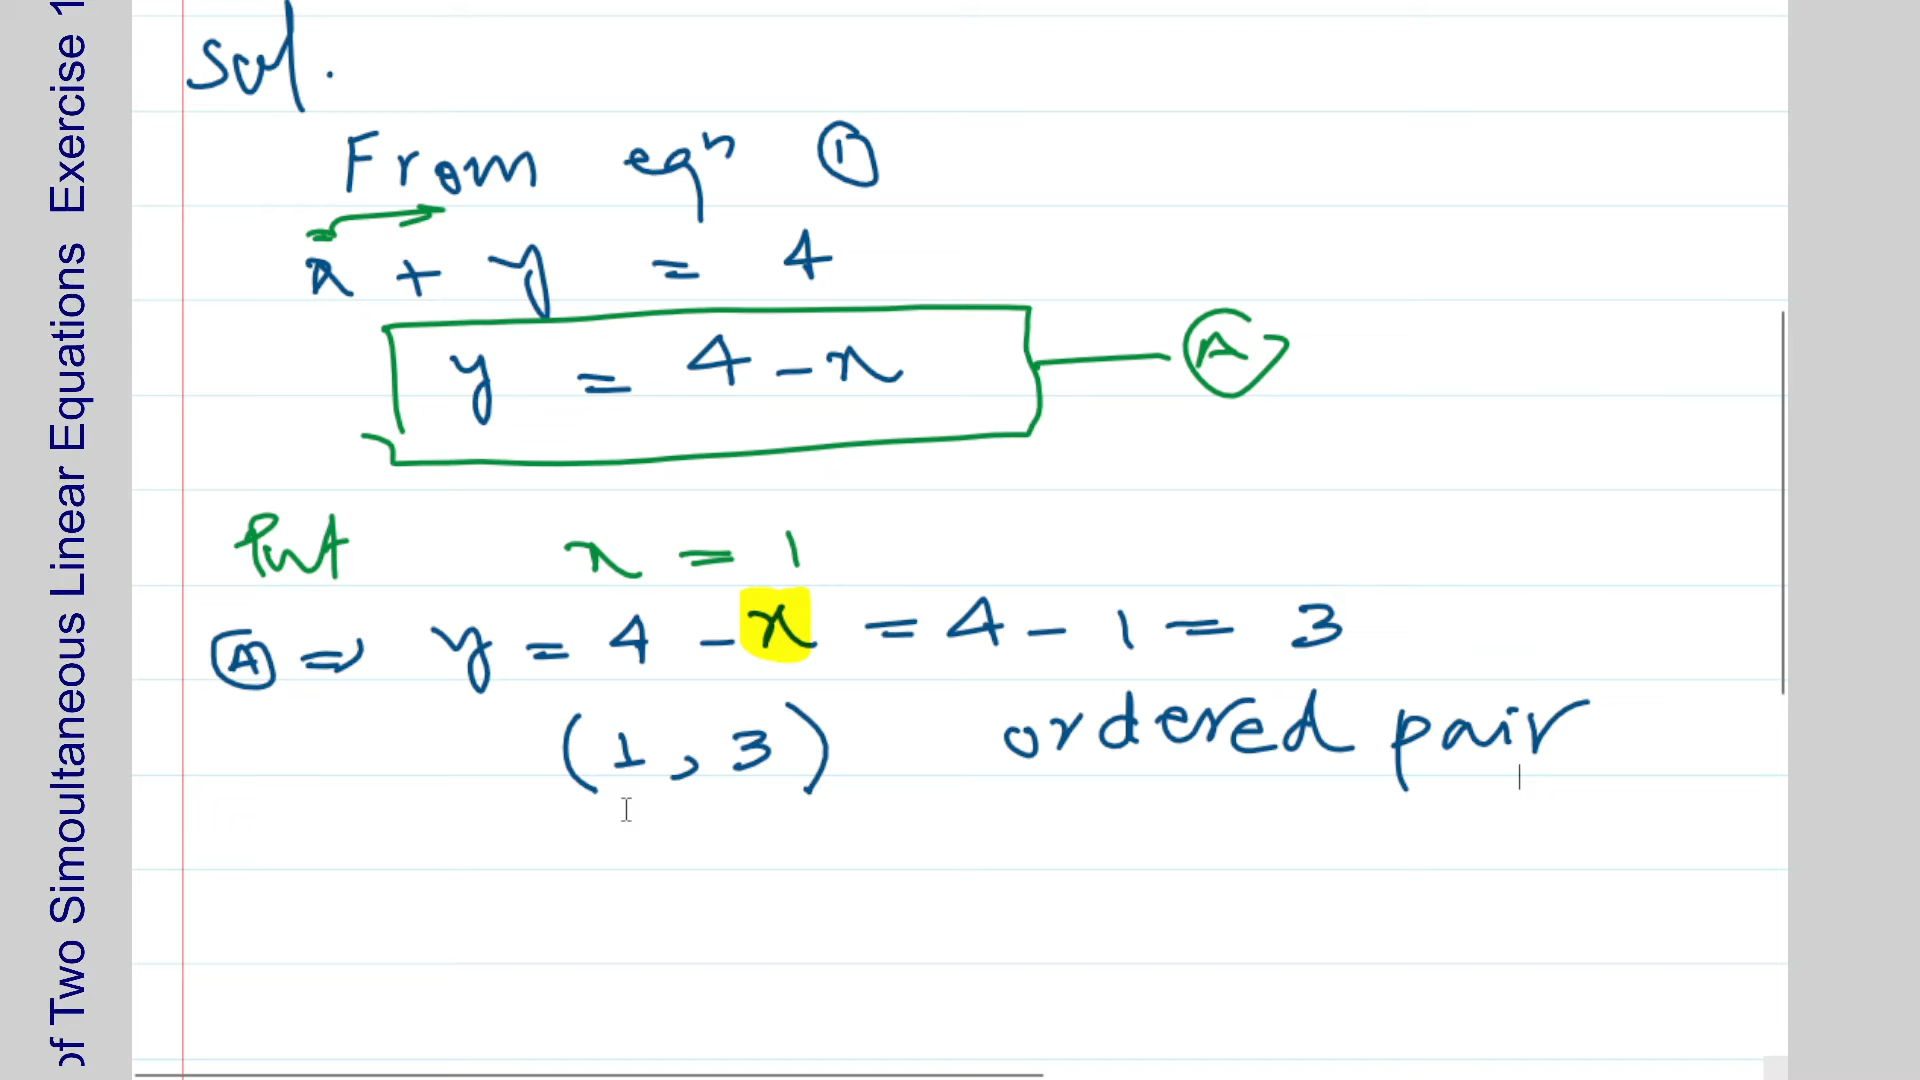 of Two Simoultaneous Linear Equations Exercise 1
Sol.
From eqⁿ ①
x + y = 4
y = 4 - x Ⓐ
Put x = 1
Ⓐ ⇒ y = 4 - x = 4 - 1 = 3
(1, 3) ordered pair